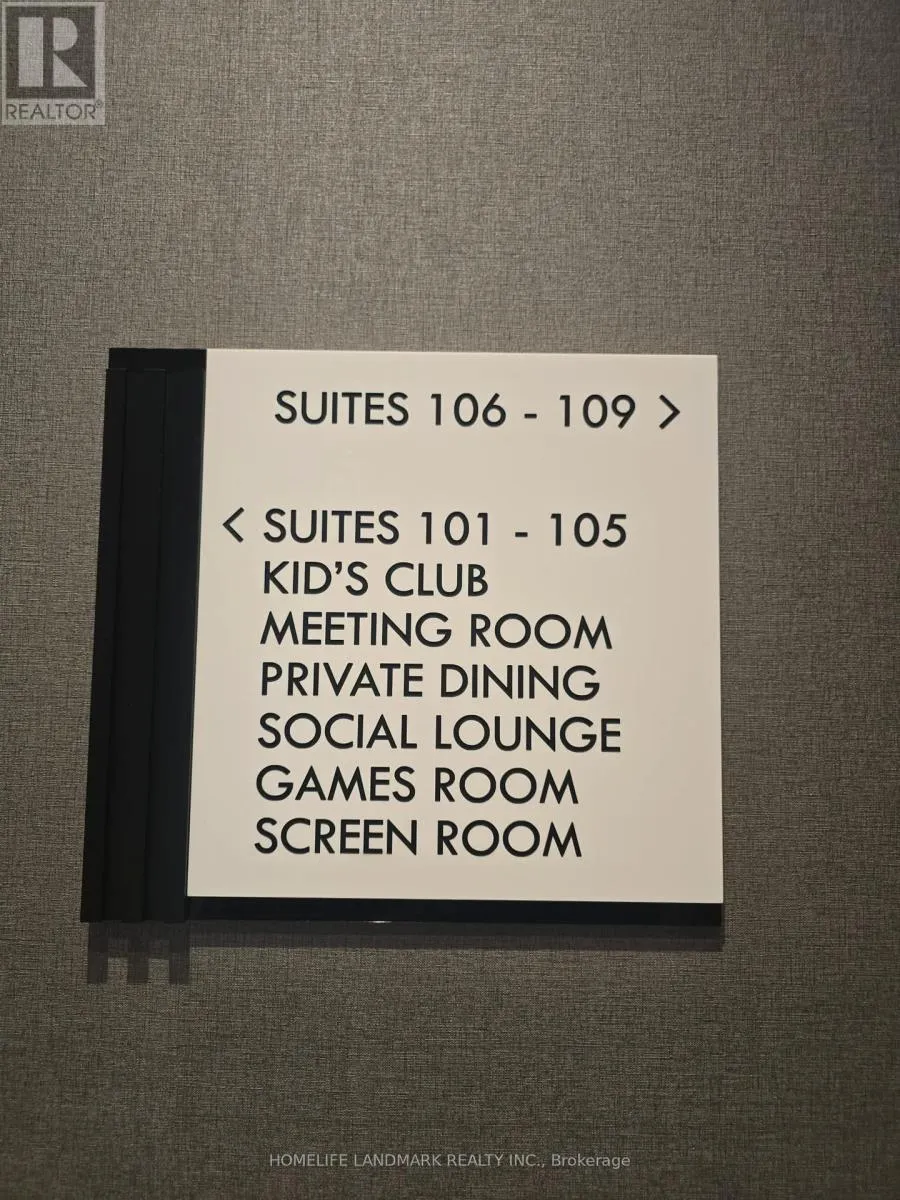 R
REALTOR®
SUITES 106 - 109 >
< SUITES 101 - 105
KID'S CLUB
MEETING ROOM
PRIVATE DINING
SOCIAL LOUNGE
GAMES ROOM
SCREEN ROOM
HOMELIFE LANDMARK REALTY INC., Brokerage